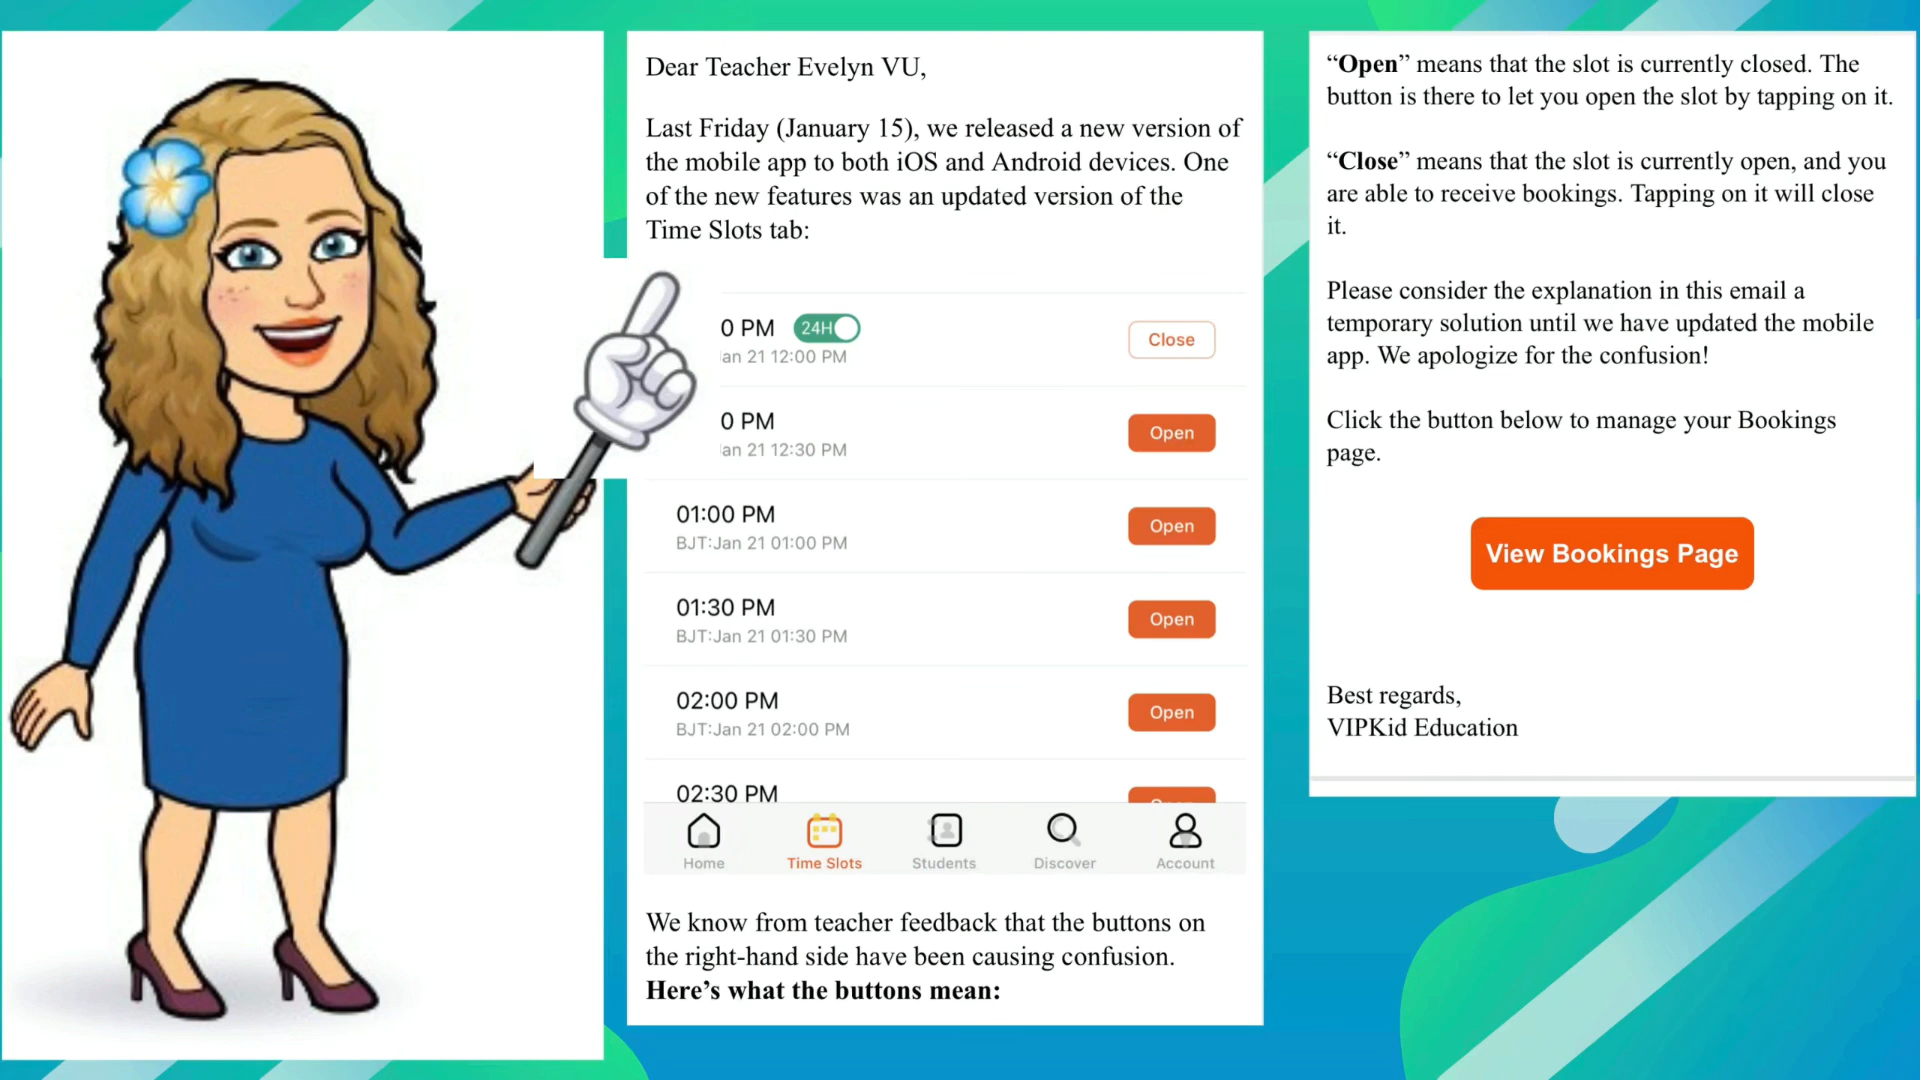 Dear Teacher Evelyn VU,
Last Friday (January 15), we released a new version of
the mobile app to both iOS and Android devices. One
of the new features was an updated version of the
Time Slots tab:
0 PM 24H Close
an 21 12:00 PM
0 PM Open
an 21 12:30 PM
01:00 PM Open
BJT:Jan 21 01:00 PM
01:30 PM Open
BJT:Jan 21 01:30 PM
02:00 PM Open
BJT:Jan 21 02:00 PM
02:30 PM
Home Time Slots Students Discover Account
We know from teacher feedback that the buttons on
the right-hand side have been causing confusion.
Here’s what the buttons mean:
“Open” means that the slot is currently closed. The
button is there to let you open the slot by tapping on it.
“Close” means that the slot is currently open, and you
are able to receive bookings. Tapping on it will close
it.
Please consider the explanation in this email a
temporary solution until we have updated the mobile
app. We apologize for the confusion!
Click the button below to manage your Bookings
page.
View Bookings Page
Best regards,
VIPKid Education